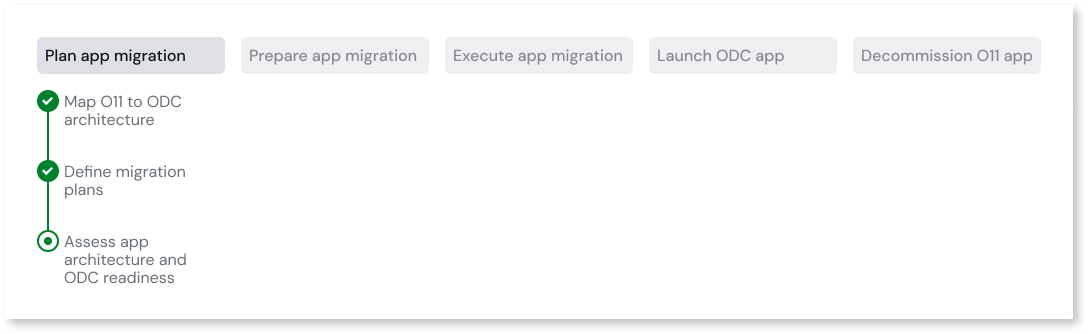 Plan app migration
Prepare app migration
Execute app migration
Launch ODC app
Decommission O11 app
Map O11 to ODC
architecture
Define migration
plans
Assess app
architecture and
ODC readiness